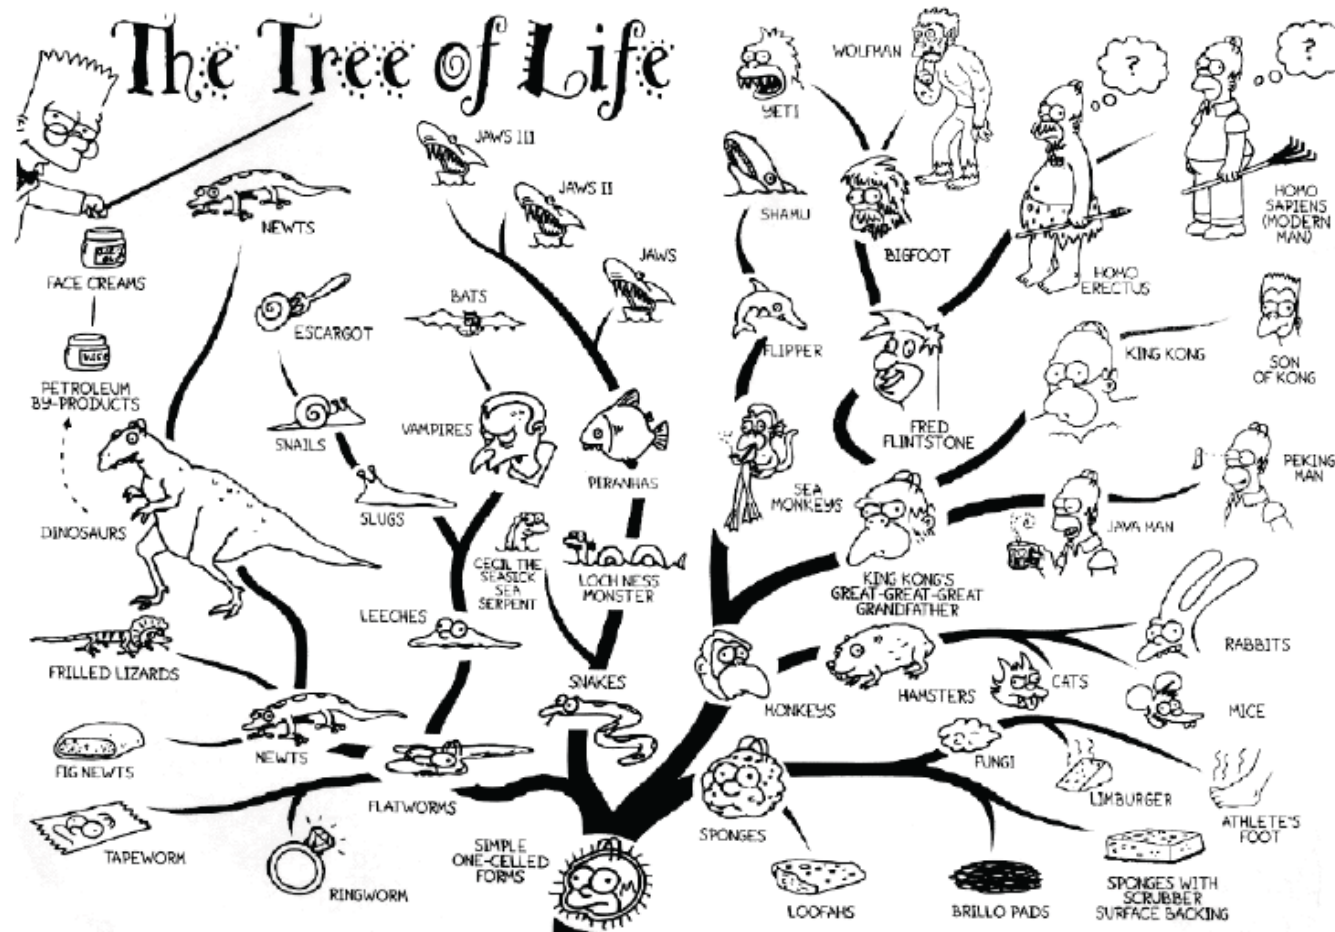 The Tree of Life
JAWS III
JAWS II
JAWS
NEWTS
FACE CREAMS
PETROLEUM
BY-PRODUCTS
DINOSAURS
FRILLED LIZARDS
FIG NEWTS
NEWTS
TAPEWORM
RINGWORM
FLATWORMS
ESCARGOT
SNAILS
SLUGS
BATS
VAMPIRES
LEECHES
PIRANHAS
CECIL THE
SEASICK
SEA
SERPENT
LOCH NESS
MONSTER
SNAKES
SIMPLE
ONE-CELLED
FORMS
YETI
WOLFMAN
SHAMU
BIGFOOT
?
?
HOMO
ERECTUS
HOMO
SAPIENS
(MODERN
MAN)
FLIPPER
FRED
FLINTSTONE
KING KONG
SON
OF KONG
SEA
MONKEYS
KING KONG'S
GREAT-GREAT-GREAT
GRANDFATHER
JAVA MAN
PEKING
MAN
MONKEYS
HAMSTERS
CATS
RABBITS
MICE
SPONGES
FUNGI
LIMBURGER
ATHLETE'S
FOOT
LOOFAHS
BRILLO PADS
SPONGES WITH
SCRUBBER
SURFACE BACKING